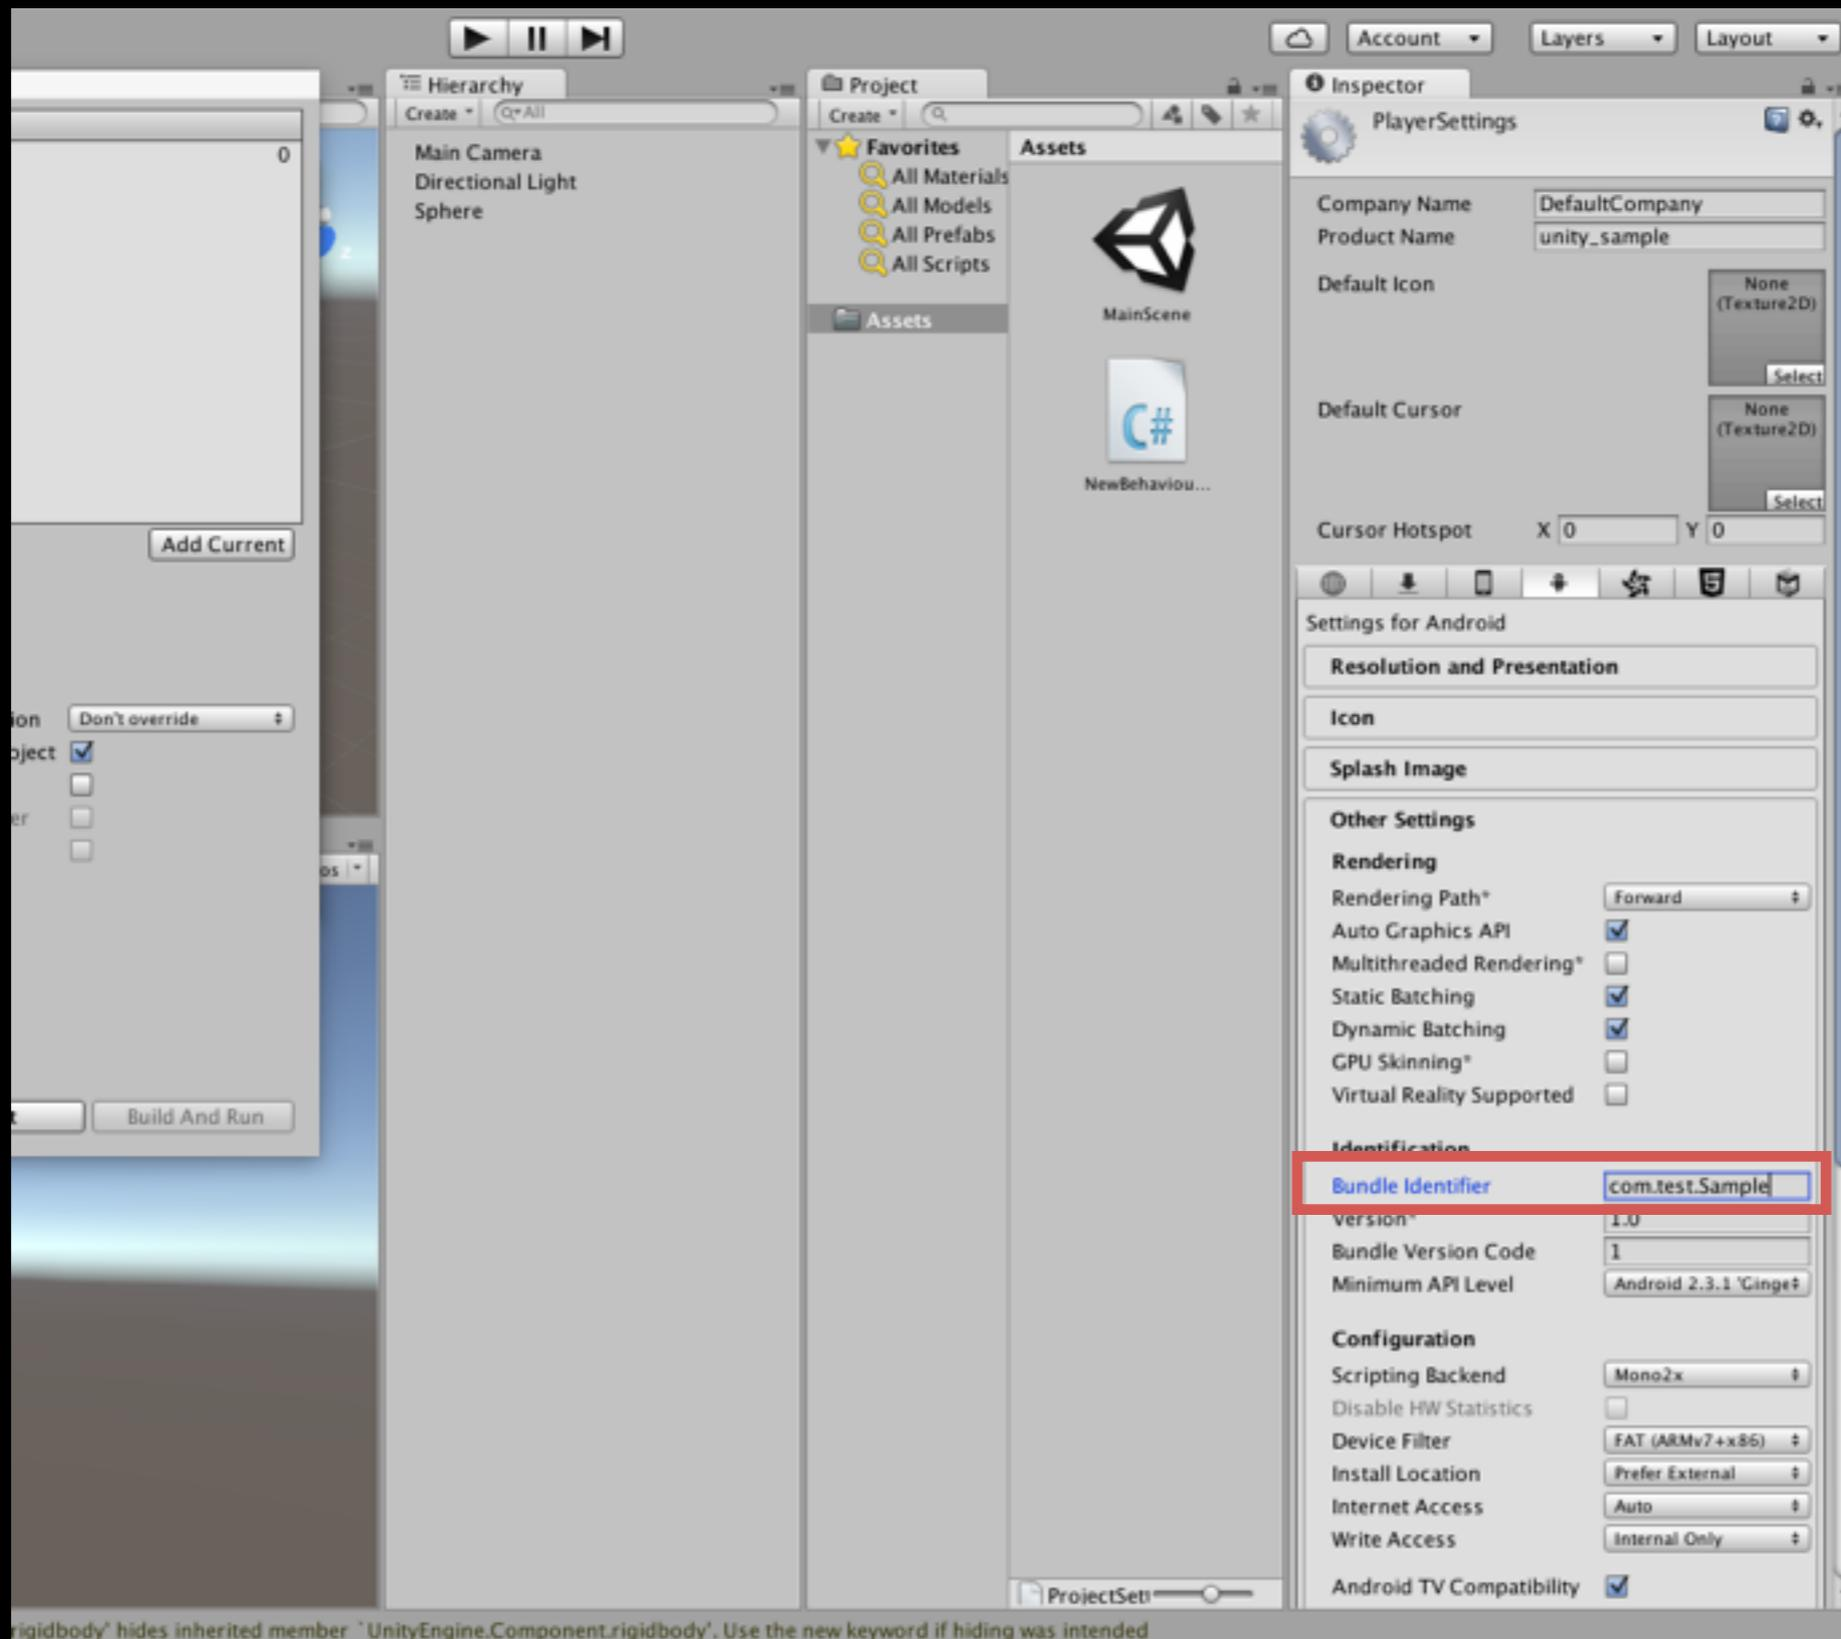 Account
Layers
Layout
0
Add Current
Don't override
Build And Run
Hierarchy
Create
All
Main Camera
Directional Light
Sphere
Project
Create
Favorites
All Materials
All Models
All Prefabs
All Scripts
Assets
Assets
MainScene
C#
NewBehaviou...
ProjectSet
Inspector
PlayerSettings
Company Name DefaultCompany
Product Name unity_sample
Default Icon
None
(Texture2D)
Select
Default Cursor
None
(Texture2D)
Select
Cursor Hotspot X 0 Y 0
Settings for Android
Resolution and Presentation
Icon
Splash Image
Other Settings
Rendering
Rendering Path* Forward
Auto Graphics API
Multithreaded Rendering*
Static Batching
Dynamic Batching
GPU Skinning*
Virtual Reality Supported
Identification
Bundle Identifier com.test.Sample
Version* 1.0
Bundle Version Code 1
Minimum API Level Android 2.3.1 'Ginge
Configuration
Scripting Backend Mono2x
Disable HW Statistics
Device Filter FAT (ARMv7+x86)
Install Location Prefer External
Internet Access Auto
Write Access Internal Only
Android TV Compatibility
rigidbody' hides inherited member `UnityEngine.Component.rigidbody'. Use the new keyword if hiding was intended